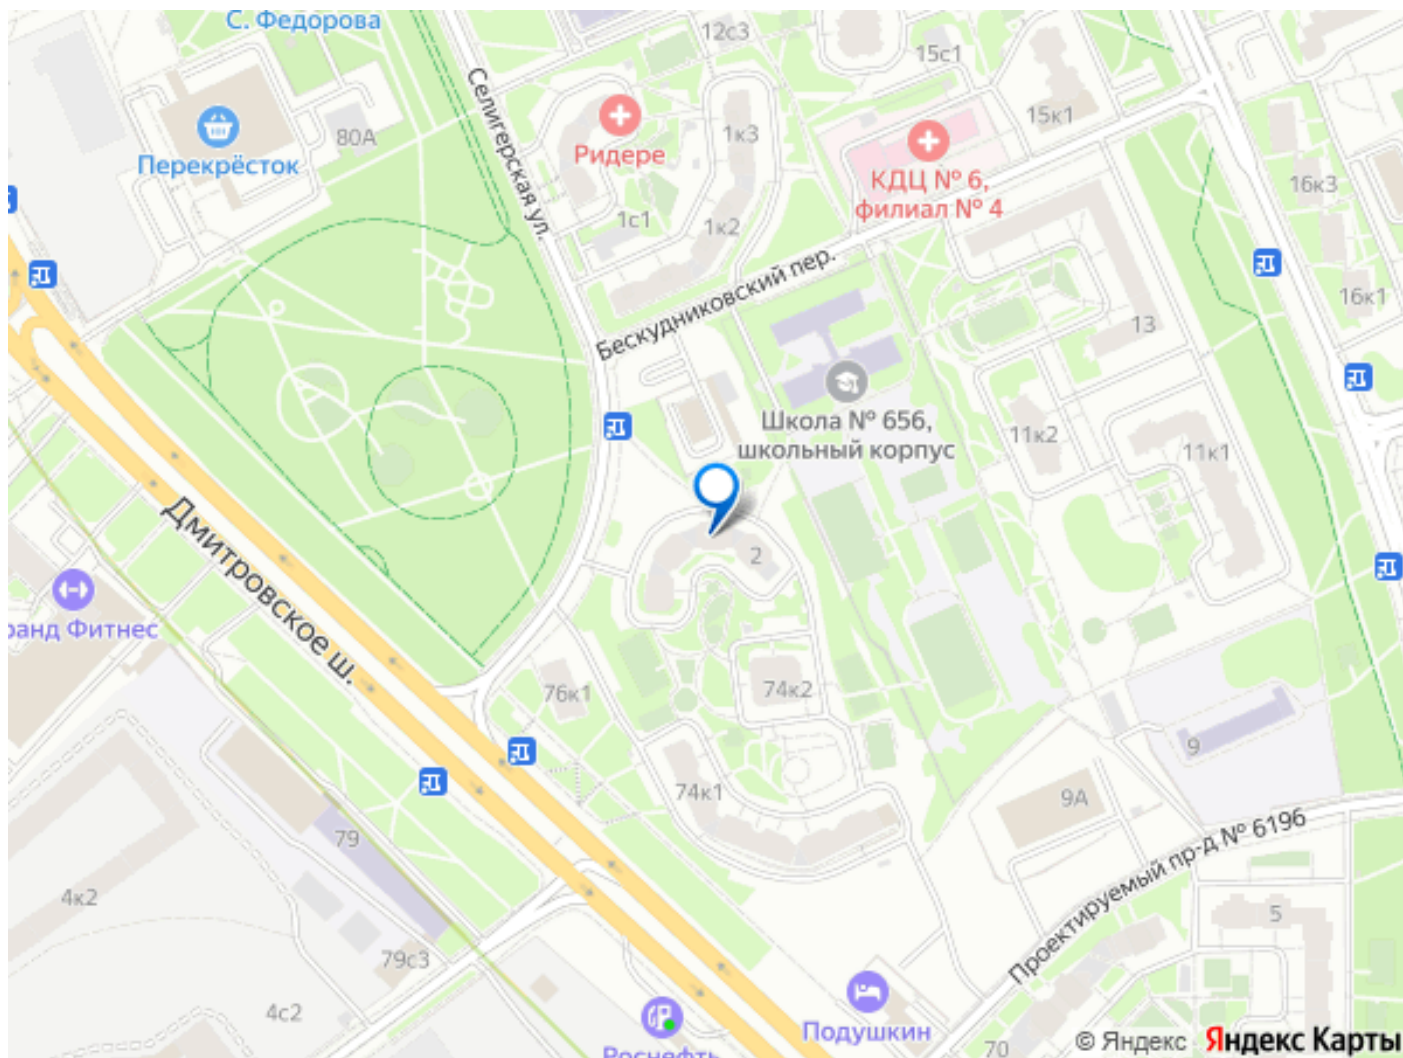 С. Федорова
12с3
15с1
Селигерская ул.
80А
Перекрёсток
Ридере
1к3
15к1
КДЦ № 6,
филиал № 4
16к3
1с1
1к2
16к1
Бескудниковский пер.
13
Школа № 656,
школьный корпус
11к2
11к1
Дмитровское ш.
2
ранд Фитнес
76к1
74к2
9
74к1
9А
79
Проектируемый пр-д № 6196
4к2
5
79с3
4с2
Подушкин
Роснефть
70
© Яндекс Яндекс Карты